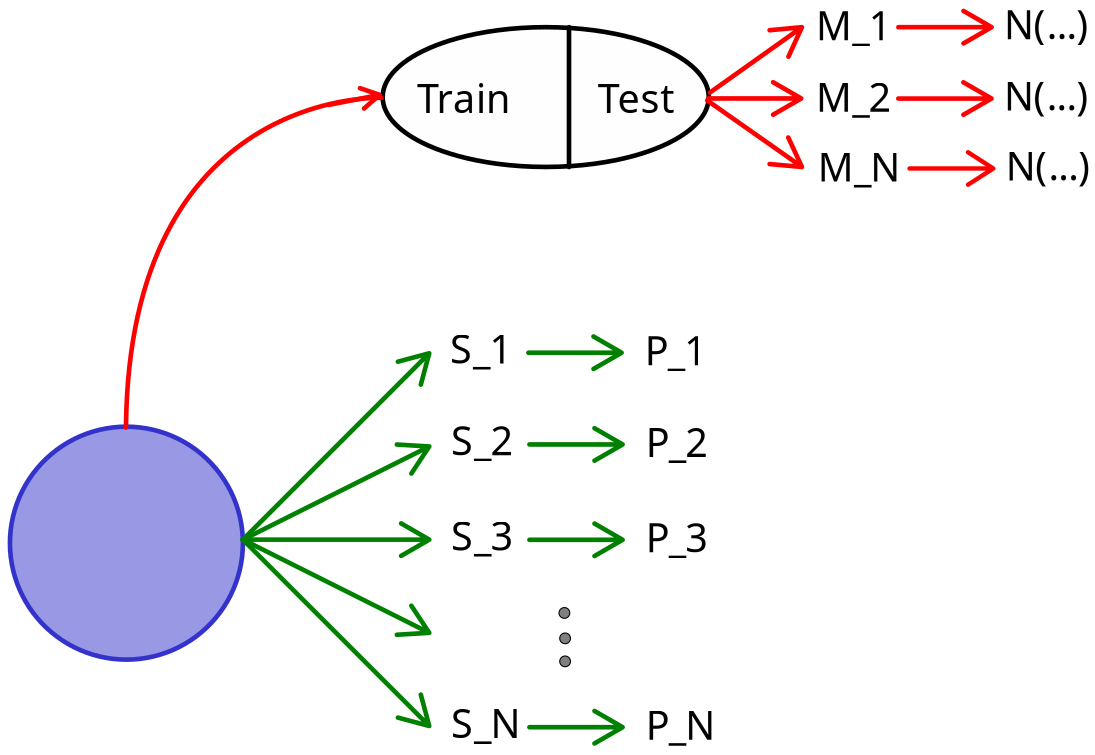 M_1 N(...)
Train Test M_2 N(...)
M_N N(...)
S_1 P_1
S_2 P_2
S_3 P_3
S_N P_N